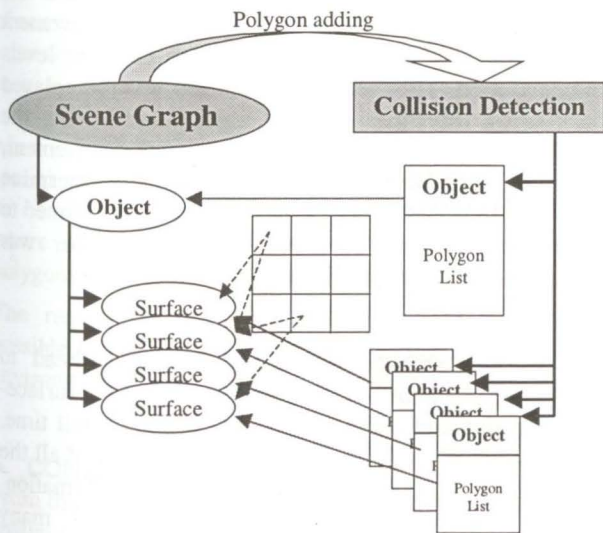 Polygon adding
Scene Graph
Collision Detection
Object
Object
Polygon
List
Surface
Surface
Surface
Surface
Object
Object
Object
Object
Polygon
List